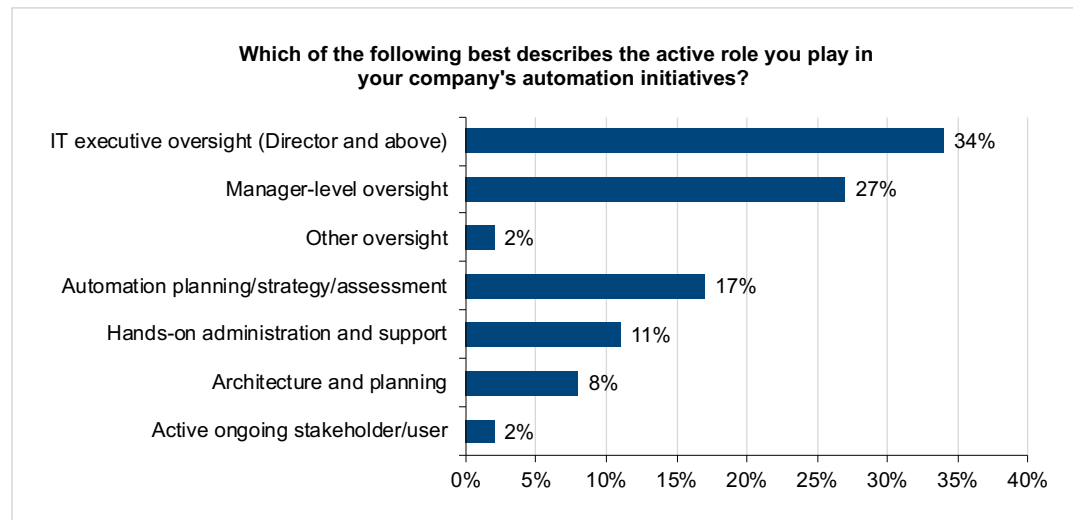 Which of the following best describes the active role you play in
your company's automation initiatives?
IT executive oversight (Director and above) 34%
Manager-level oversight 27%
Other oversight 2%
Automation planning/strategy/assessment 17%
Hands-on administration and support 11%
Architecture and planning 8%
Active ongoing stakeholder/user 2%
0% 5% 10% 15% 20% 25% 30% 35% 40%